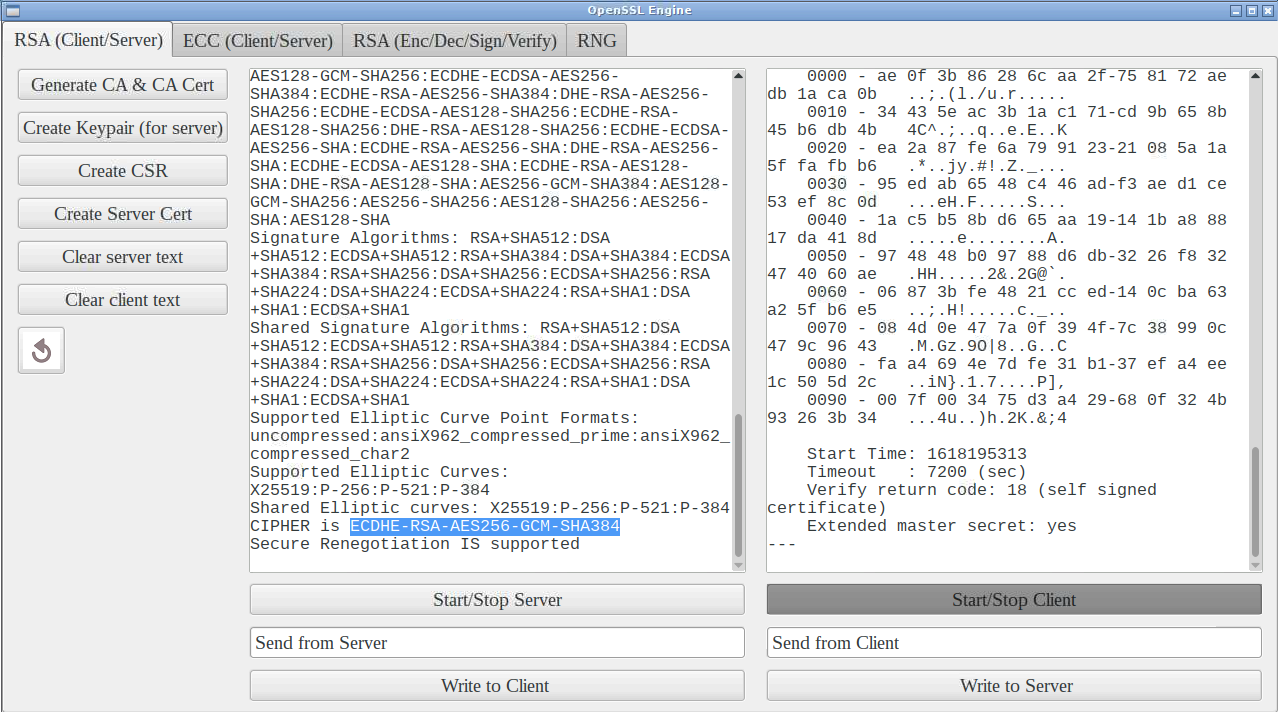 OpenSSL Engine
RSA (Client/Server)
ECC (Client/Server)
RSA (Enc/Dec/Sign/Verify)
RNG
Generate CA & CA Cert
Create Keypair (for server)
Create CSR
Create Server Cert
Clear server text
Clear client text
AES128-GCM-SHA256:ECDHE-ECDSA-AES256-
SHA384:ECDHE-RSA-AES256-SHA384:DHE-RSA-AES256-
SHA256:ECDHE-ECDSA-AES128-SHA256:ECDHE-RSA-
AES128-SHA256:DHE-RSA-AES128-SHA256:ECDHE-ECDSA-
AES256-SHA:ECDHE-RSA-AES256-SHA:DHE-RSA-AES256-
SHA:ECDHE-ECDSA-AES128-SHA:ECDHE-RSA-AES128-
SHA:DHE-RSA-AES128-SHA:AES256-GCM-SHA384:AES128-
GCM-SHA256:AES256-SHA256:AES128-SHA256:AES256-
SHA:AES128-SHA
Signature Algorithms: RSA+SHA512:DSA
+SHA512:ECDSA+SHA512:RSA+SHA384:DSA+SHA384:ECDSA
+SHA384:RSA+SHA256:DSA+SHA256:ECDSA+SHA256:RSA
+SHA224:DSA+SHA224:ECDSA+SHA224:RSA+SHA1:DSA
+SHA1:ECDSA+SHA1
Shared Signature Algorithms: RSA+SHA512:DSA
+SHA512:ECDSA+SHA512:RSA+SHA384:DSA+SHA384:ECDSA
+SHA384:RSA+SHA256:DSA+SHA256:ECDSA+SHA256:RSA
+SHA224:DSA+SHA224:ECDSA+SHA224:RSA+SHA1:DSA
+SHA1:ECDSA+SHA1
Supported Elliptic Curve Point Formats:
uncompressed:ansiX962_compressed_prime:ansiX962_
compressed_char2
Supported Elliptic Curves:
X25519:P-256:P-521:P-384
Shared Elliptic curves: X25519:P-256:P-521:P-384
CIPHER is ECDHE-RSA-AES256-GCM-SHA384
Secure Renegotiation IS supported
Start/Stop Server
Send from Server
Write to Client
0000 - ae 0f 3b 86 28 6c aa 2f-75 81 72 ae
db 1a ca 0b   ..;.(l./u.r.....
0010 - 34 43 5e ac 3b 1a c1 71-cd 9b 65 8b
45 b6 db 4b   4C^.;..q..e.E..K
0020 - ea 2a 87 fe 6a 79 91 23-21 08 5a 1a
5f fa fb b6   .*..jy.#!.Z._...
0030 - 95 ed ab 65 48 c4 46 ad-f3 ae d1 ce
53 ef 8c 0d   ...eH.F.....S...
0040 - 1a c5 b5 8b d6 65 aa 19-14 1b a8 88
17 da 41 8d   .....e........A.
0050 - 97 48 48 b0 97 88 d6 db-32 26 f8 32
47 40 60 ae   .HH.....2&.2G@`.
0060 - 06 87 3b fe 48 21 cc ed-14 0c ba 63
a2 5f b6 e5   ..;.H!.....c._..
0070 - 08 4d 0e 47 7a 0f 39 4f-7c 38 99 0c
47 9c 96 43   .M.Gz.9O|8..G..C
0080 - fa a4 69 4e 7d fe 31 b1-37 ef a4 ee
1c 50 5d 2c   ..iN}.1.7....P],
0090 - 00 7f 00 34 75 d3 a4 29-68 0f 32 4b
93 26 3b 34   ...4u..)h.2K.&;4
Start Time: 1618195313
Timeout   : 7200 (sec)
Verify return code: 18 (self signed
certificate)
Extended master secret: yes
---
Start/Stop Client
Send from Client
Write to Server